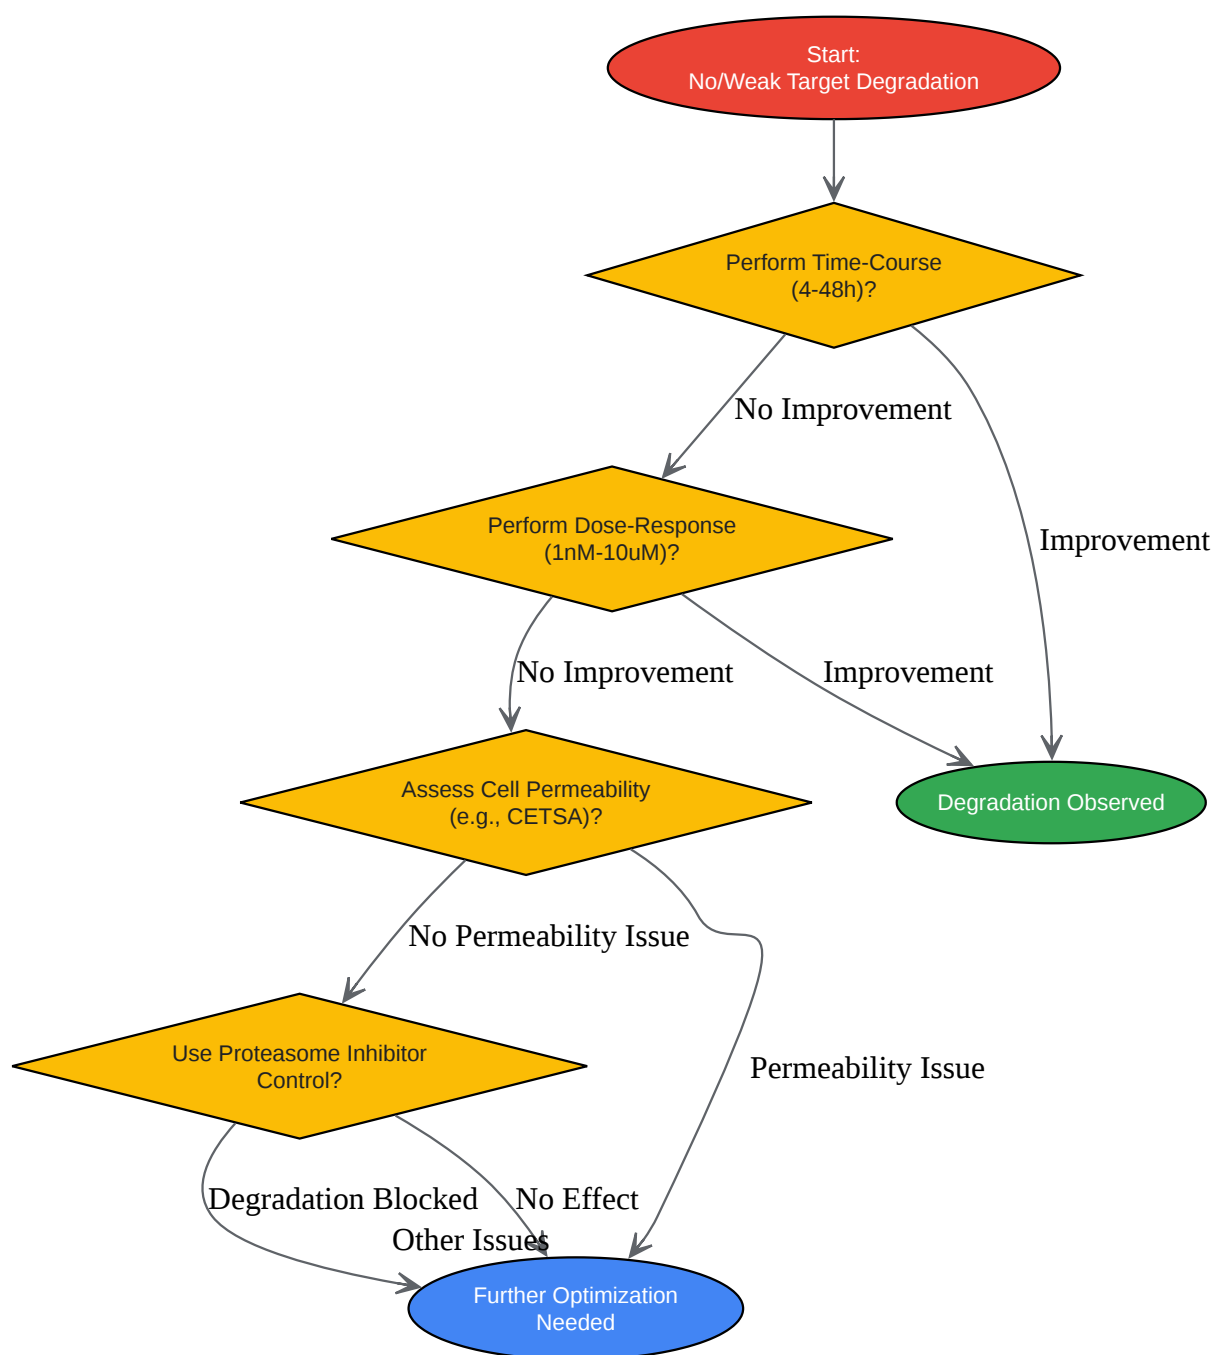 Start:
No/Weak Target Degradation
Perform Time-Course
(4-48h)?
No Improvement
Improvement
Perform Dose-Response
(1nM-10uM)?
No Improvement
Improvement
Assess Cell Permeability
(e.g., CETSA)?
Degradation Observed
No Permeability Issue
Permeability Issue
Use Proteasome Inhibitor
Control?
Degradation Blocked
No Effect
Other Issues
Further Optimization
Needed